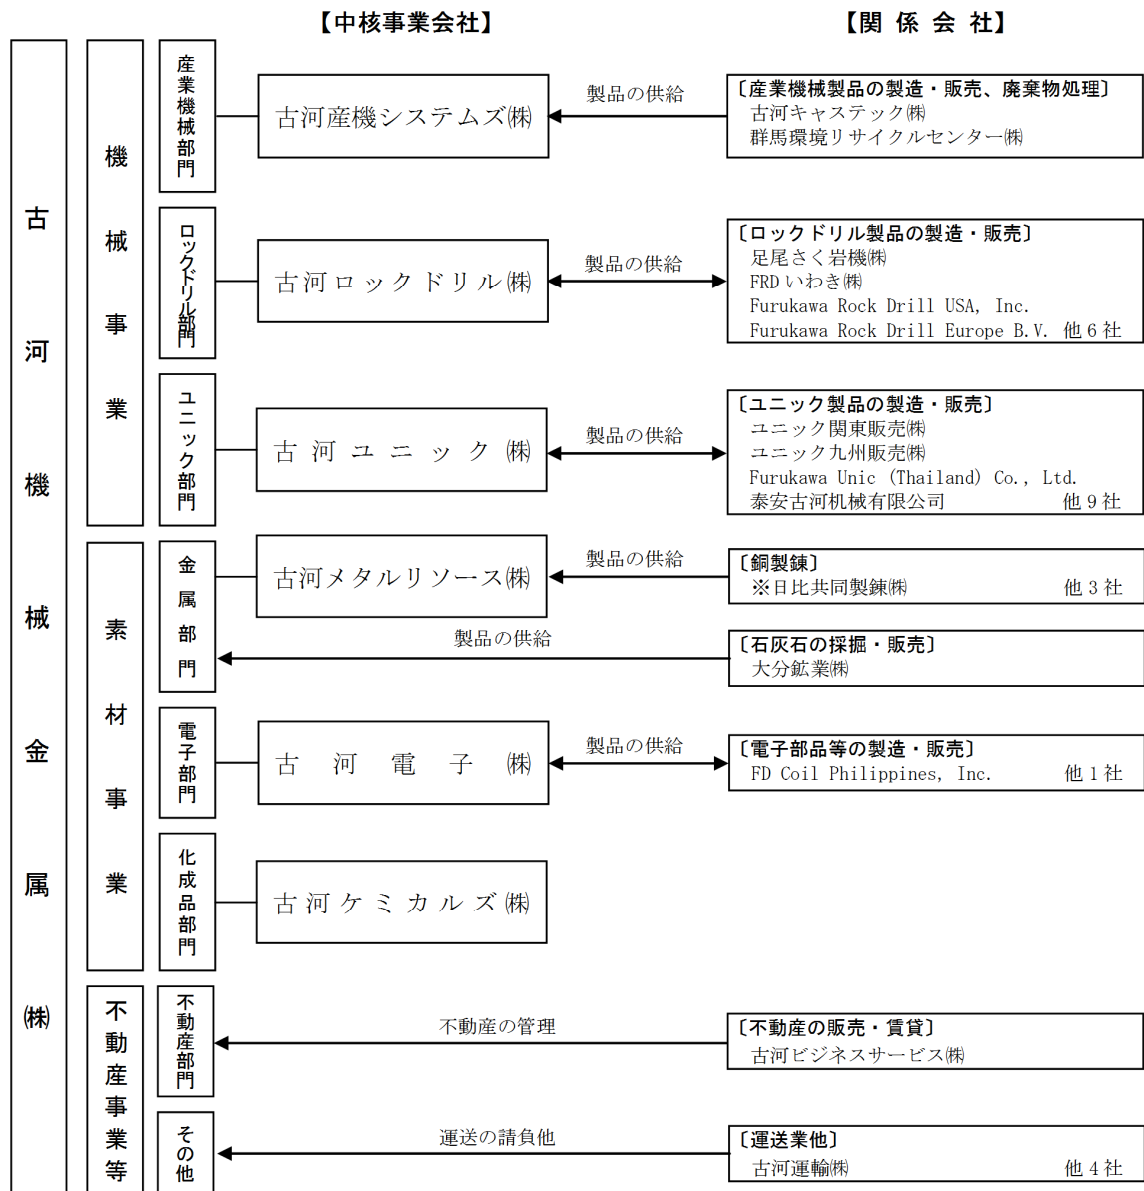 【中核事業会社】
【関 係 会 社】
古河機械金属㈱
機械事業
産業機械部門
古河産機システムズ㈱
製品の供給
〔産業機械製品の製造・販売、廃棄物処理〕
古河キャステック㈱
群馬環境リサイクルセンター㈱
ロックドリル部門
古河ロックドリル㈱
製品の供給
〔ロックドリル製品の製造・販売〕
足尾さく岩機㈱
FRD いわき㈱
Furukawa Rock Drill USA, Inc.
Furukawa Rock Drill Europe B.V. 他６社
ユニック部門
古 河 ユ ニ ッ ク ㈱
製品の供給
〔ユニック製品の製造・販売〕
ユニック関東販売㈱
ユニック九州販売㈱
Furukawa Unic (Thailand) Co., Ltd.
泰安古河机械有限公司 他９社
素材事業
金属部門
古河メタルリソース㈱
製品の供給
〔銅製錬〕
※日比共同製錬㈱ 他３社
製品の供給
〔石灰石の採掘・販売〕
大分鉱業㈱
電子部門
古 河 電 子 ㈱
製品の供給
〔電子部品等の製造・販売〕
FD Coil Philippines, Inc. 他１社
化成品部門
古 河 ケ ミ カ ル ズ ㈱
不動産事業等
不動産部門
不動産の管理
〔不動産の販売・賃貸〕
古河ビジネスサービス㈱
その他
運送の請負他
〔運送業他〕
古河運輸㈱ 他４社